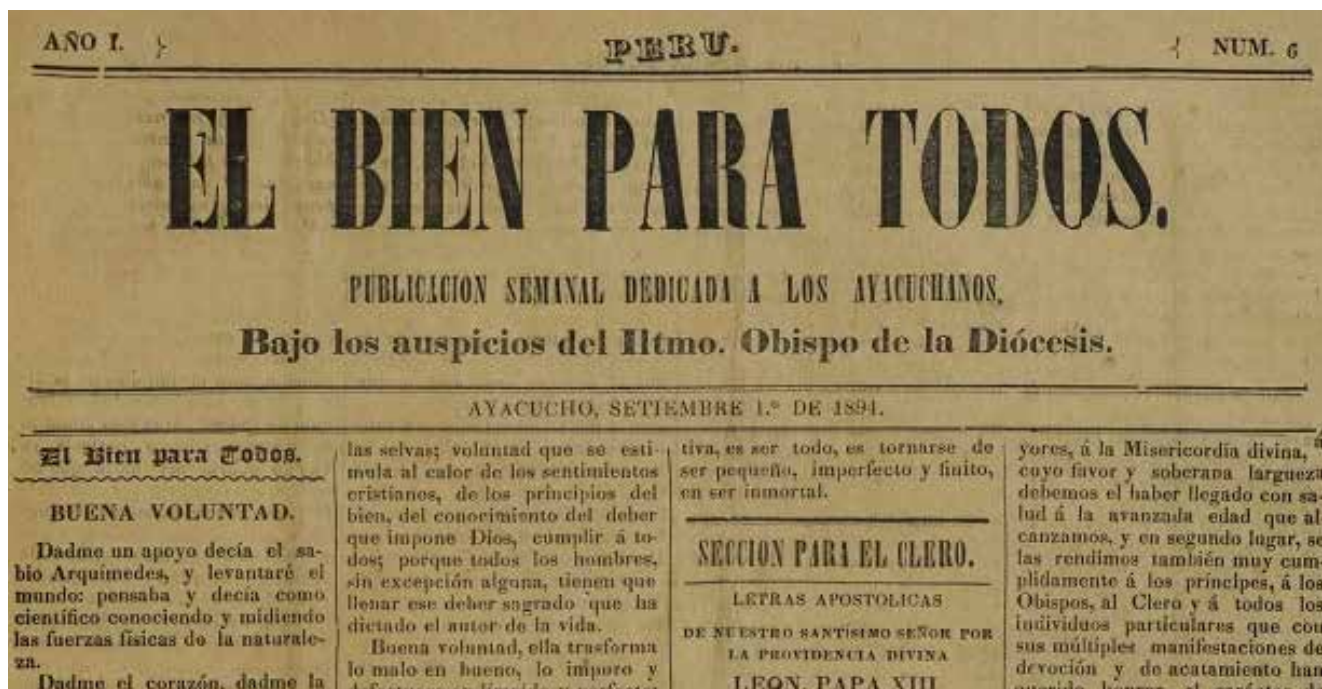 AÑO I.
PERU.
NUM. 6
EL BIEN PARA TODOS.
PUBLICACION SEMANAL DEDICADA A LOS AYACUCHANOS,
Bajo los auspicios del Iltmo. Obispo de la Diócesis.
AYACUCHO, SETIEMBRE 1.º DE 1894.
El Bien para Todos.
BUENA VOLUNTAD.
Dadme un apoyo decía el sa-
bio Arquímedes, y levantaré el
mundo: pensaba y decía como
científico conociendo y midiendo
las fuerzas físicas de la naturale-
za.
Dadme el corazón, dadme la
las selvas; voluntad que se esti-
mula al calor de los sentimientos
cristianos, de los principios del
bien, del conocimiento del deber
que impone Dios, cumplir á to-
dos; porque todos los hombres,
sin excepción alguna, tienen que
llenar ese deber sagrado que ha
dictado el autor de la vida.
Buena voluntad, ella trasforma
lo malo en bueno, lo impuro y
tiva, es ser todo, es tornarse de
ser pequeño, imperfecto y finito,
en ser inmortal.
SECCION PARA EL CLERO.
LETRAS APOSTOLICAS
DE NUESTRO SANTISIMO SEÑOR POR
LA PROVIDENCIA DIVINA
LEON, PAPA XIII
yores, á la Misericordia divina, á
cuyo favor y soberana largueza
debemos el haber llegado con sa-
lud á la avanzada edad que al-
canzamos, y en segundo lugar, se
las rendimos también muy cum-
plidamente á los príncipes, á los
Obispos, al Clero y á todos los
individuos particulares que con
sus múltiples manifestaciones de
devoción y de acatamiento han